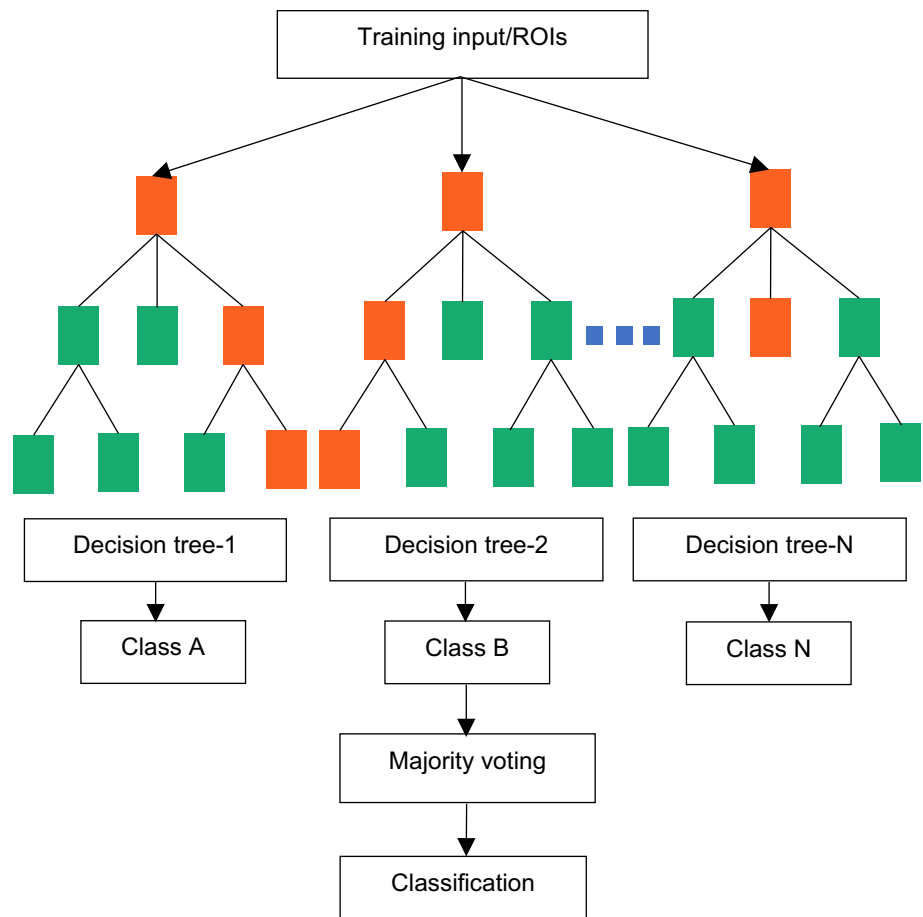 Training input/ROIs
Decision tree-1
Decision tree-2
Decision tree-N
Class A
Class B
Class N
Majority voting
Classification